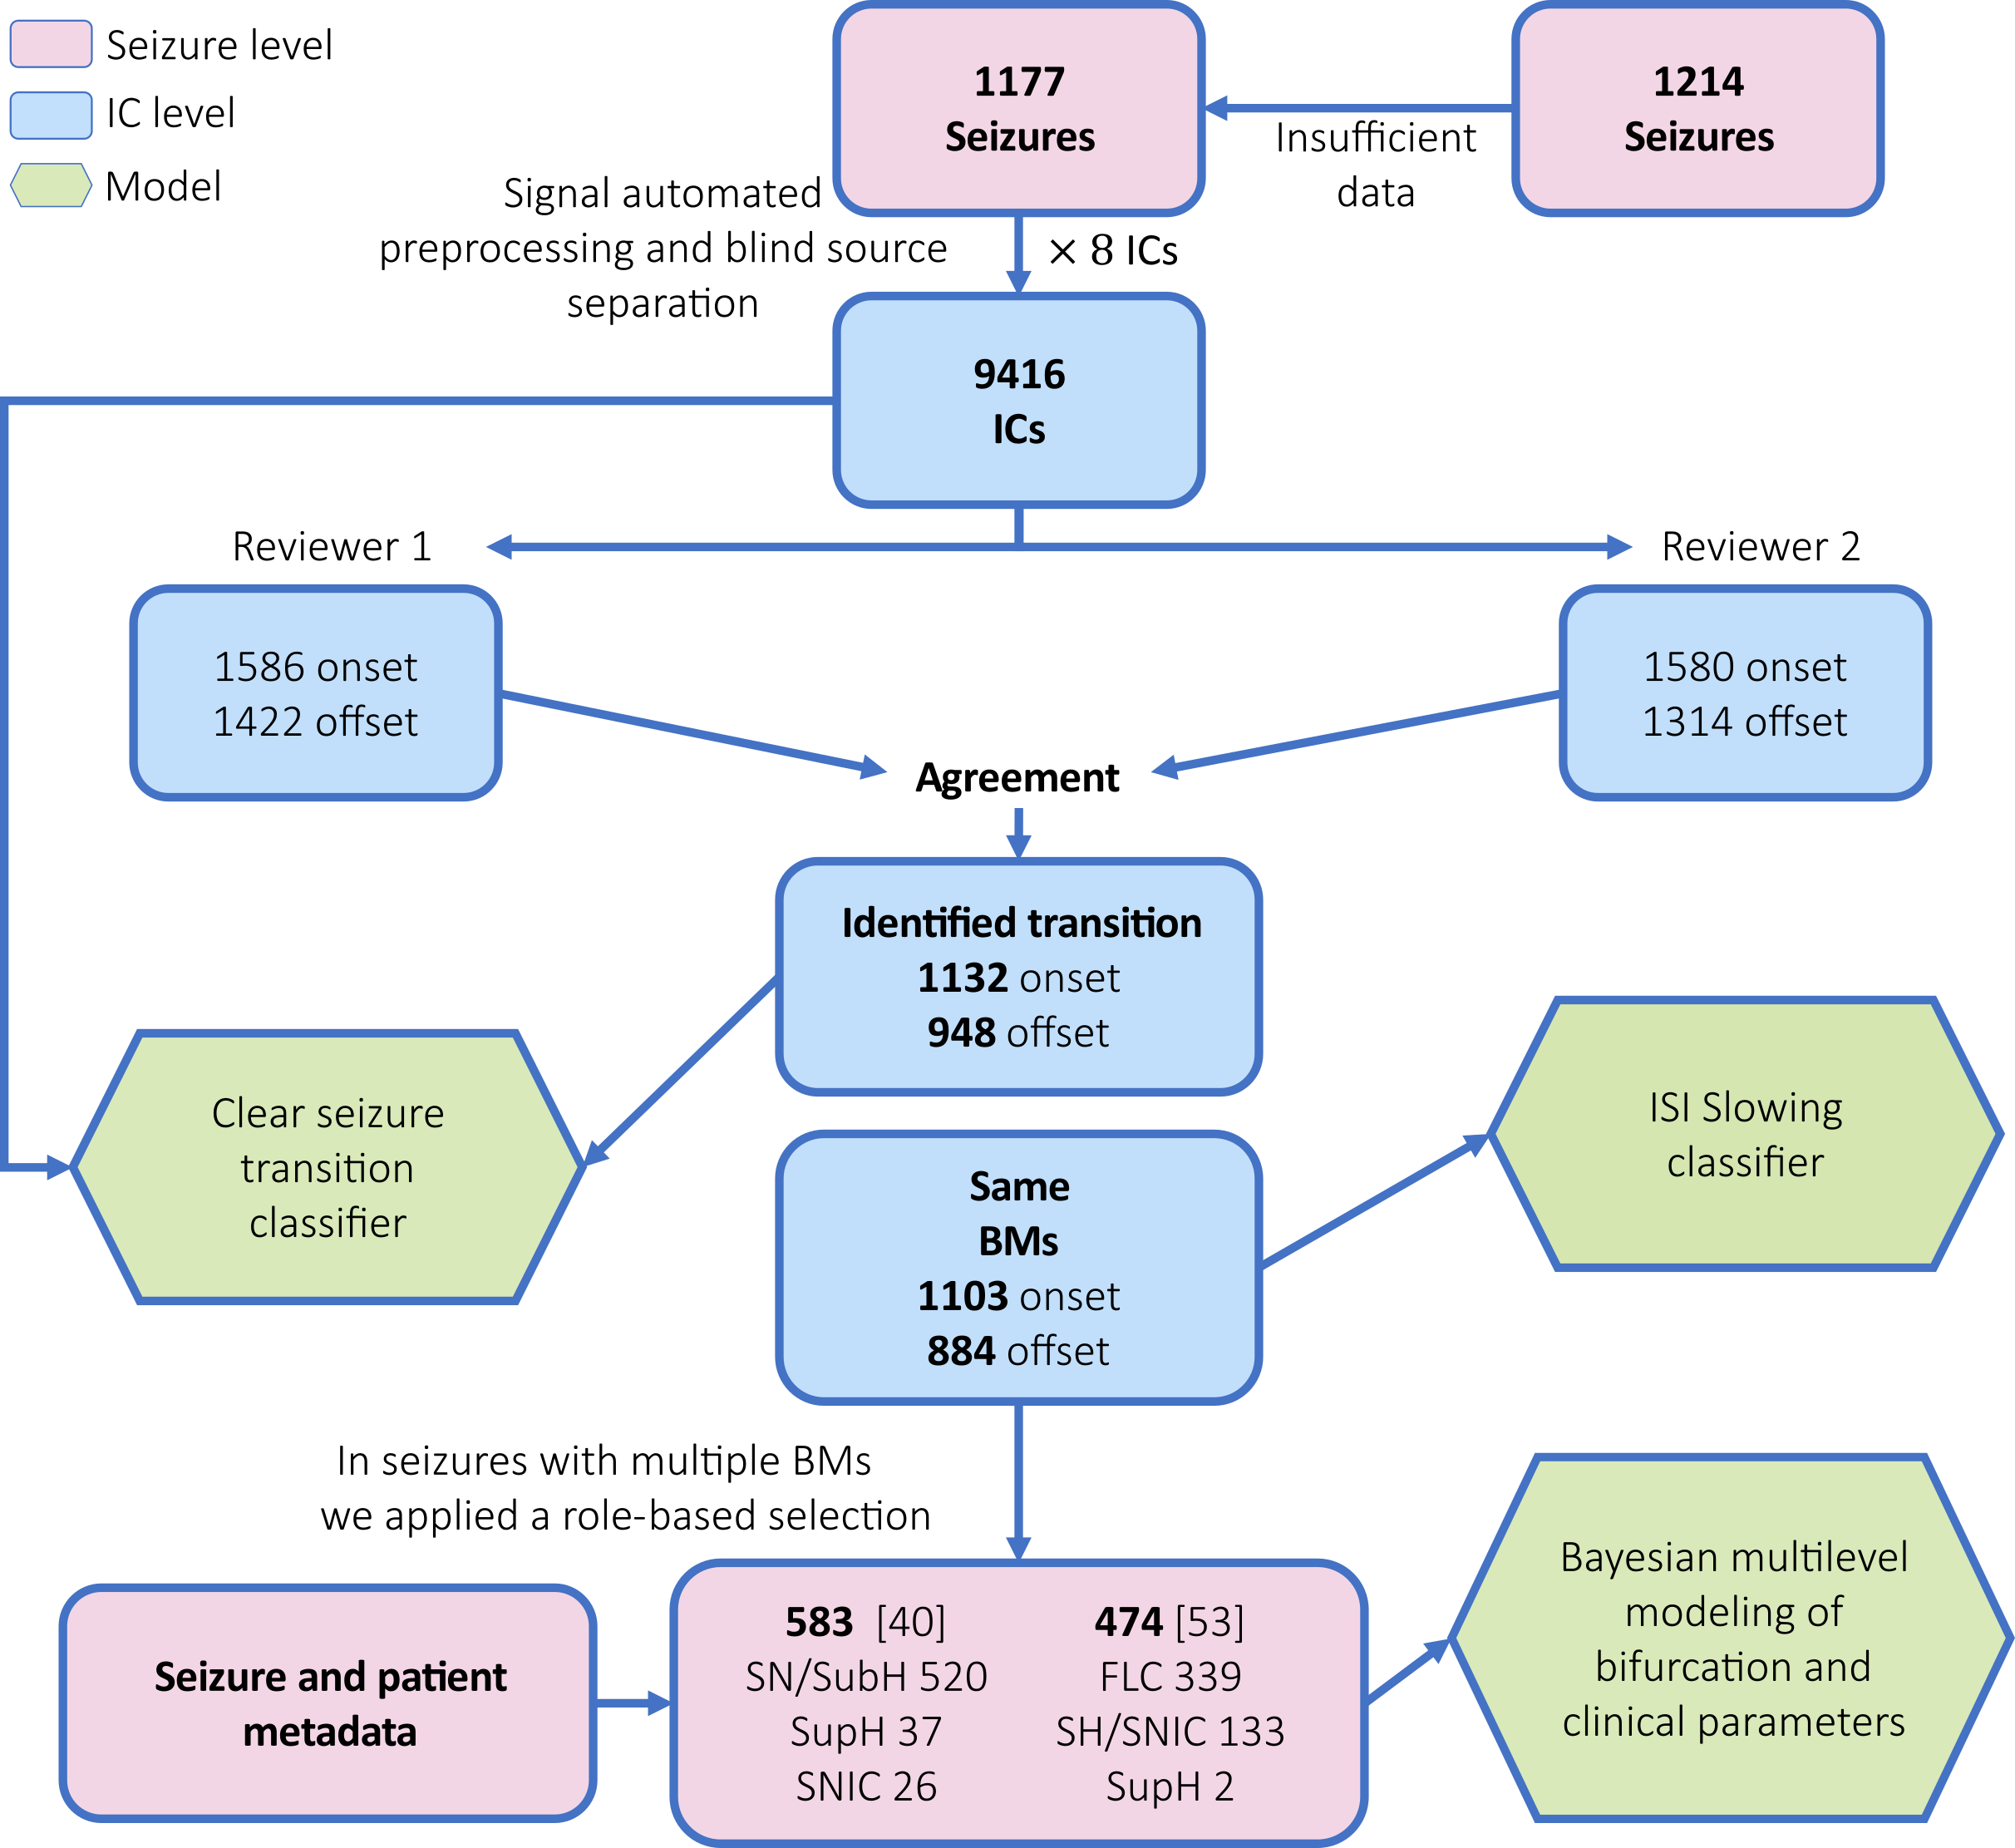 Seizure level
IC level
Model
1177
Seizures
1214
Seizures
Insufficient
data
Signal automated
preprocessing and blind source
separation
× 8 ICs
9416
ICs
Reviewer 1
Reviewer 2
1586 onset
1422 offset
1580 onset
1314 offset
Agreement
Identified transition
1132 onset
948 offset
Clear seizure
transition
classifier
Same
BMs
1103 onset
884 offset
ISI Slowing
classifier
In seizures with multiple BMs
we applied a role-based selection
Seizure and patient
metadata
583 [40]
SN/SubH 520
SupH 37
SNIC 26
474 [53]
FLC 339
SH/SNIC 133
SupH 2
Bayesian multilevel
modeling of
bifurcation and
clinical parameters